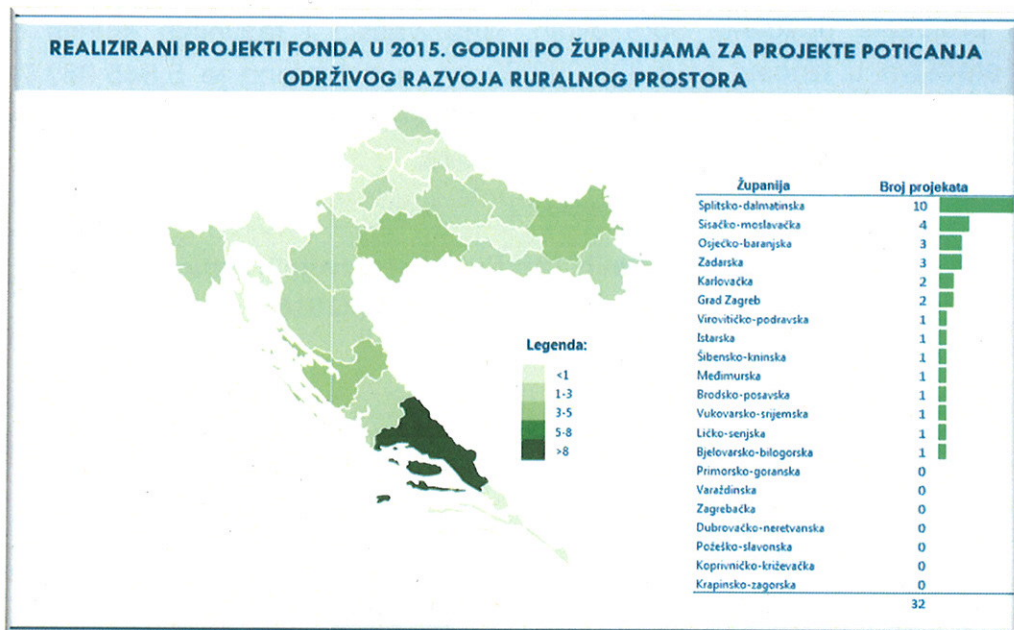 REALIZIRANI PROJEKTI FONDA U 2015. GODINI PO ŽUPANIJAMA ZA PROJEKTE POTICANJA
ODRŽIVOG RAZVOJA RURALNOG PROSTORA
Županija Broj projekata
Splitsko-dalmatinska 10
Sisačko-moslavačka 4
Osječko-baranjska 3
Zadarska 3
Karlovačka 2
Grad Zagreb 2
Virovitičko-podravska 1
Istarska 1
Šibensko-kninska 1
Međimurska 1
Brodsko-posavska 1
Vukovarsko-srijemska 1
Ličko-senjska 1
Bjelovarsko-bilogorska 1
Primorsko-goranska 0
Varaždinska 0
Zagrebačka 0
Dubrovačko-neretvanska 0
Požeško-slavonska 0
Koprivničko-križevačka 0
Krapinsko-zagorska 0
32
Legenda:
<1
1-3
3-5
5-8
>8